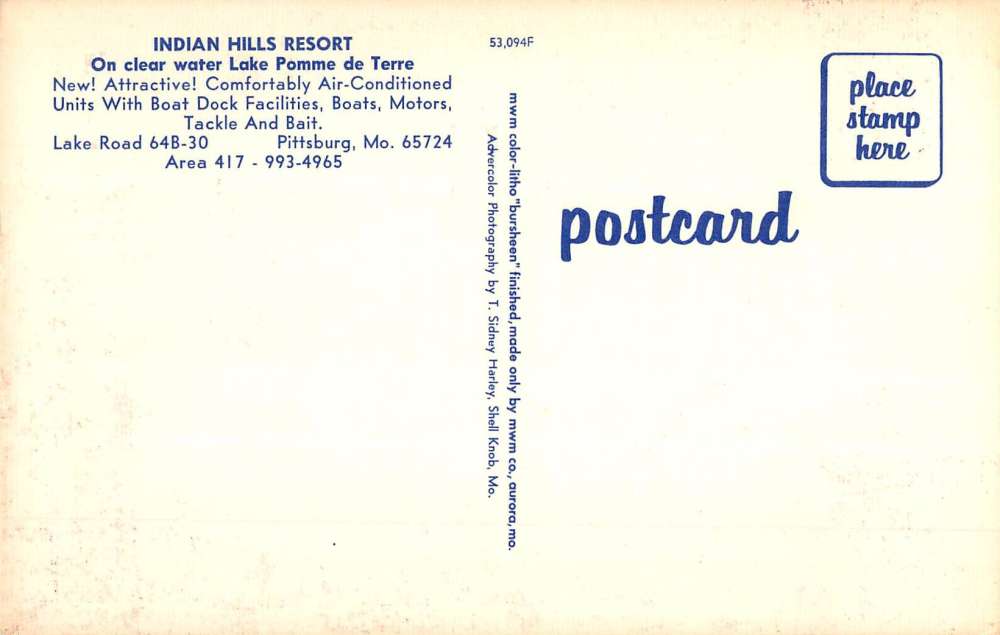 INDIAN HILLS RESORT
On clear water Lake Pomme de Terre
New! Attractive! Comfortably Air-Conditioned
Units With Boat Dock Facilities, Boats, Motors,
Tackle And Bait.
Lake Road 64B-30 Pittsburg, Mo. 65724
Area 417 - 993-4965
53,094F
mwm color-litho "bursheen" finished, made only by mwm co., aurora, mo.
Advercolor Photography by T. Sidney Harley, Shell Knob, Mo.
place
stamp
here
postcard